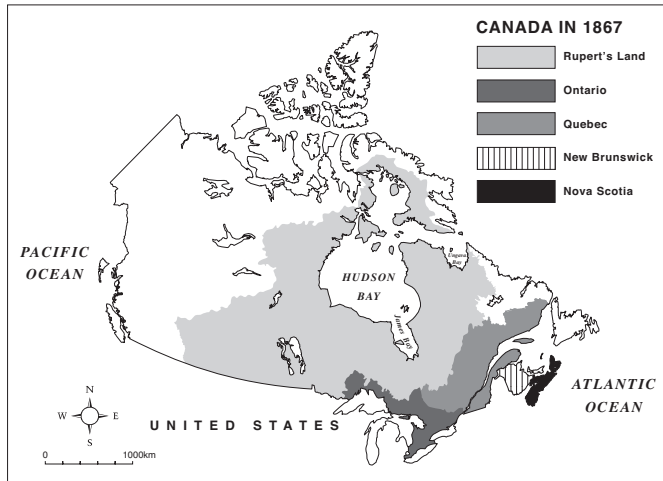 CANADA IN 1867
Rupert's Land
Ontario
Quebec
New Brunswick
Nova Scotia
PACIFIC
OCEAN
HUDSON
BAY
Ungava
Bay
James Bay
ATLANTIC
OCEAN
UNITED STATES
N
W E
S
0 1000km